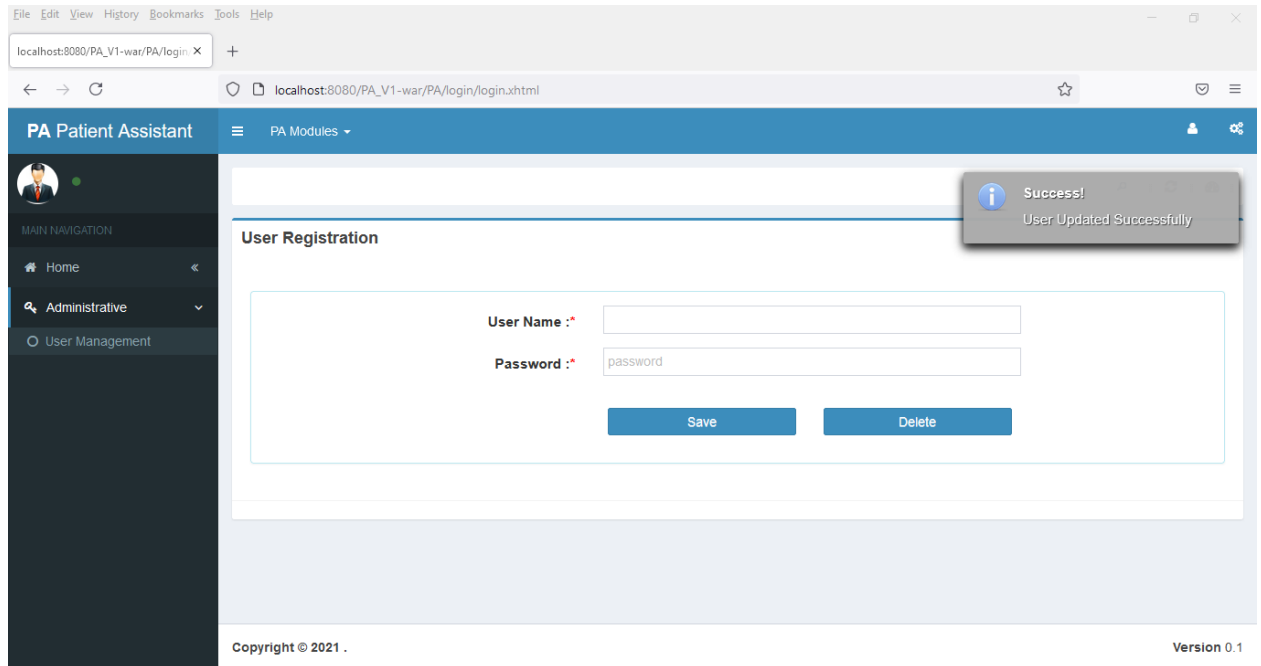 File Edit View History Bookmarks Tools Help
localhost:8080/PA_V1-war/PA/login/
localhost:8080/PA_V1-war/PA/login/login.xhtml
PA Patient Assistant
PA Modules
Success!
User Updated Successfully
MAIN NAVIGATION
User Registration
Home
Administrative
User Management
User Name :*
Password :*
password
Save Delete
Copyright © 2021 .
Version 0.1